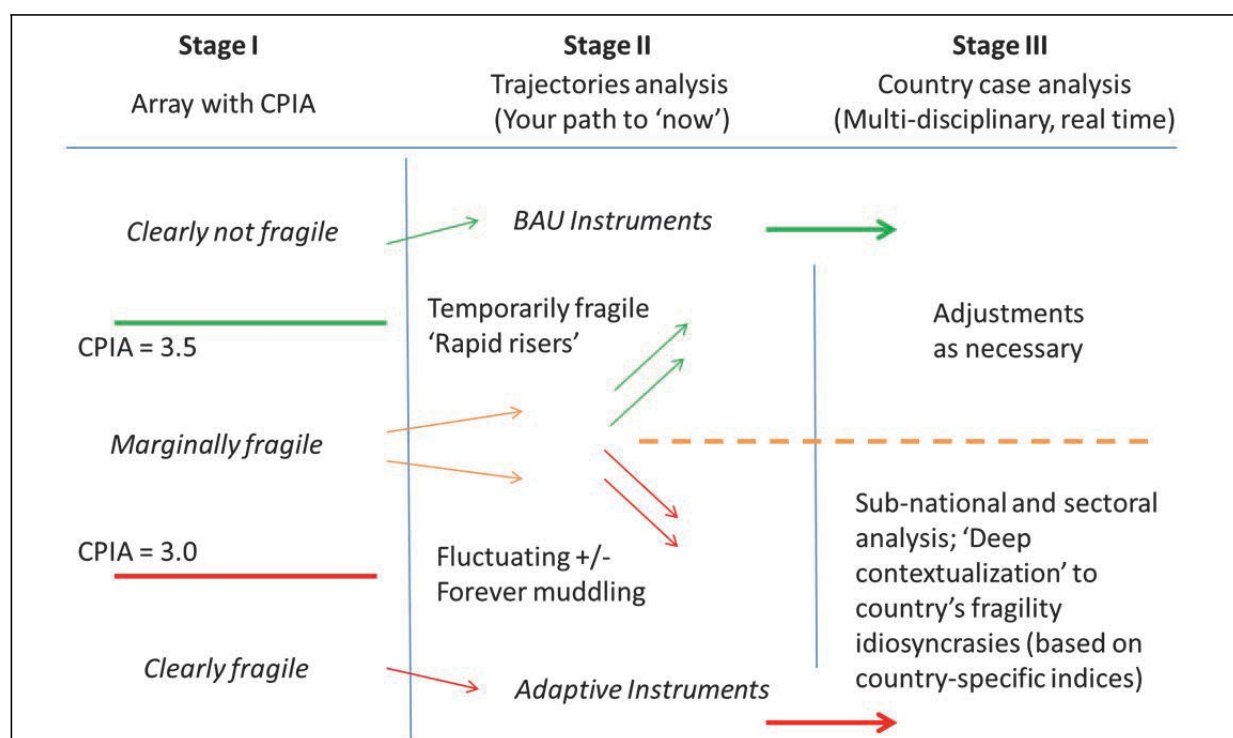 Stage I
Array with CPIA
Stage II
Trajectories analysis
(Your path to ‘now’)
Stage III
Country case analysis
(Multi-disciplinary, real time)
Clearly not fragile
BAU Instruments
CPIA = 3.5
Temporarily fragile
‘Rapid risers’
Adjustments
as necessary
Marginally fragile
CPIA = 3.0
Fluctuating +/-
Forever muddling
Sub-national and sectoral
analysis; ‘Deep
contextualization’ to
country’s fragility
idiosyncrasies (based on
country-specific indices)
Clearly fragile
Adaptive Instruments